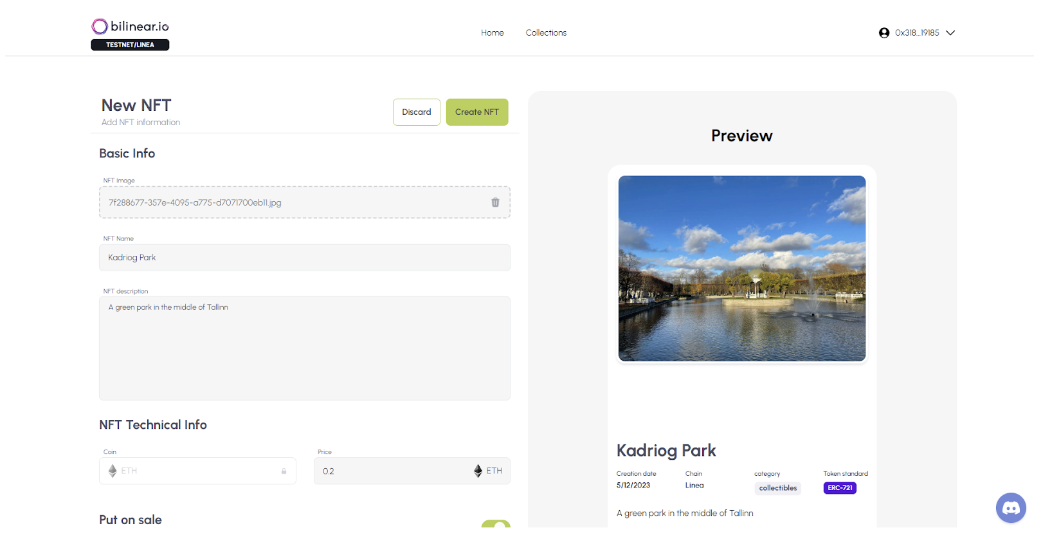 bilinear.io
TESTNET/LINEA
Home
Collections
0x318...19185
New NFT
Add NFT information
Discard
Create NFT
Basic Info
NFT Image
7f288677-357e-4095-a775-d7071700eb11.jpg
NFT Name
Kadriog Park
NFT description
A green park in the middle of Tallinn
NFT Technical Info
Coin
ETH
Price
0.2
ETH
Put on sale
Preview
Kadriog Park
Creation date
Chain
category
Token standard
5/12/2023
Linea
collectibles
ERC-721
A green park in the middle of Tallinn